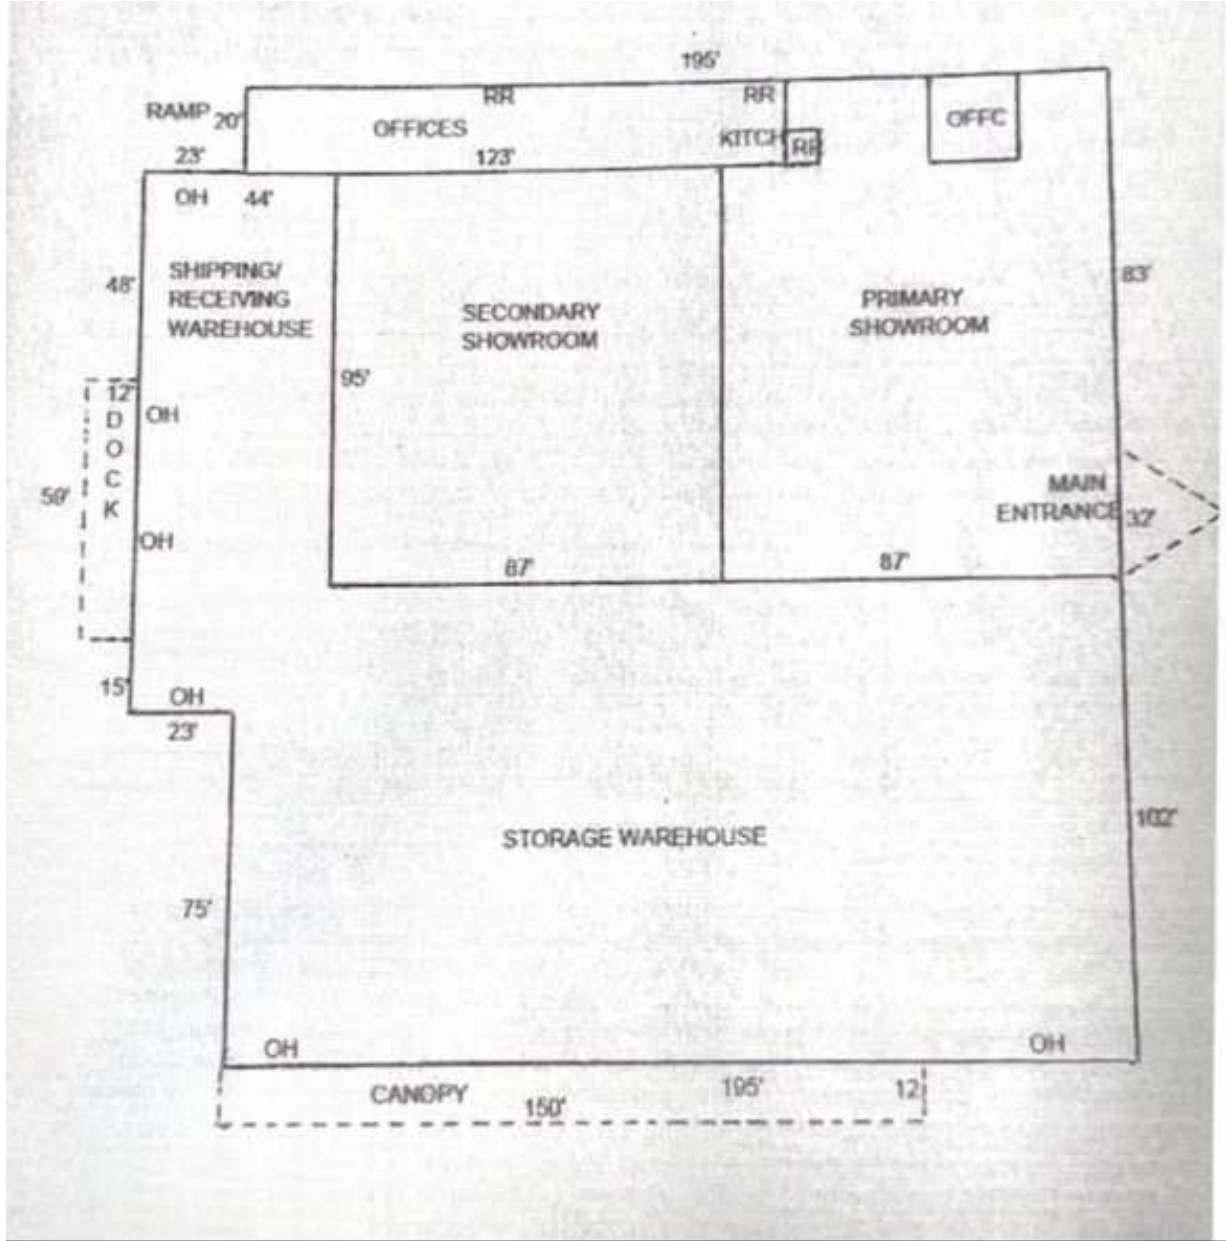 195'
RAMP
20'
RR
RR
OFFC
OFFICES
KITCH
RR
23'
123'
OH
44'
48'
SHIPPING/
RECEIVING
WAREHOUSE
SECONDARY
SHOWROOM
PRIMARY
SHOWROOM
83'
95'
12'
DOCK
OH
OH
MAIN
ENTRANCE
32'
87'
87'
15'
OH
23'
STORAGE WAREHOUSE
102'
75'
OH
OH
CANOPY
150'
195'
12'